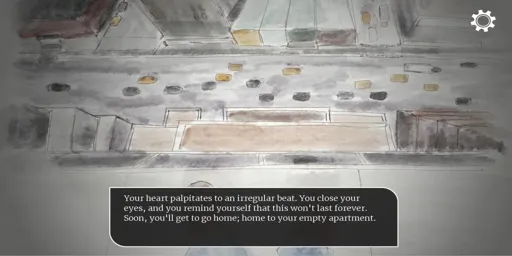 Your heart palpitates to an irregular beat. You close your
eyes, and you remind yourself that this won't last forever.
Soon, you'll get to go home; home to your empty apartment.